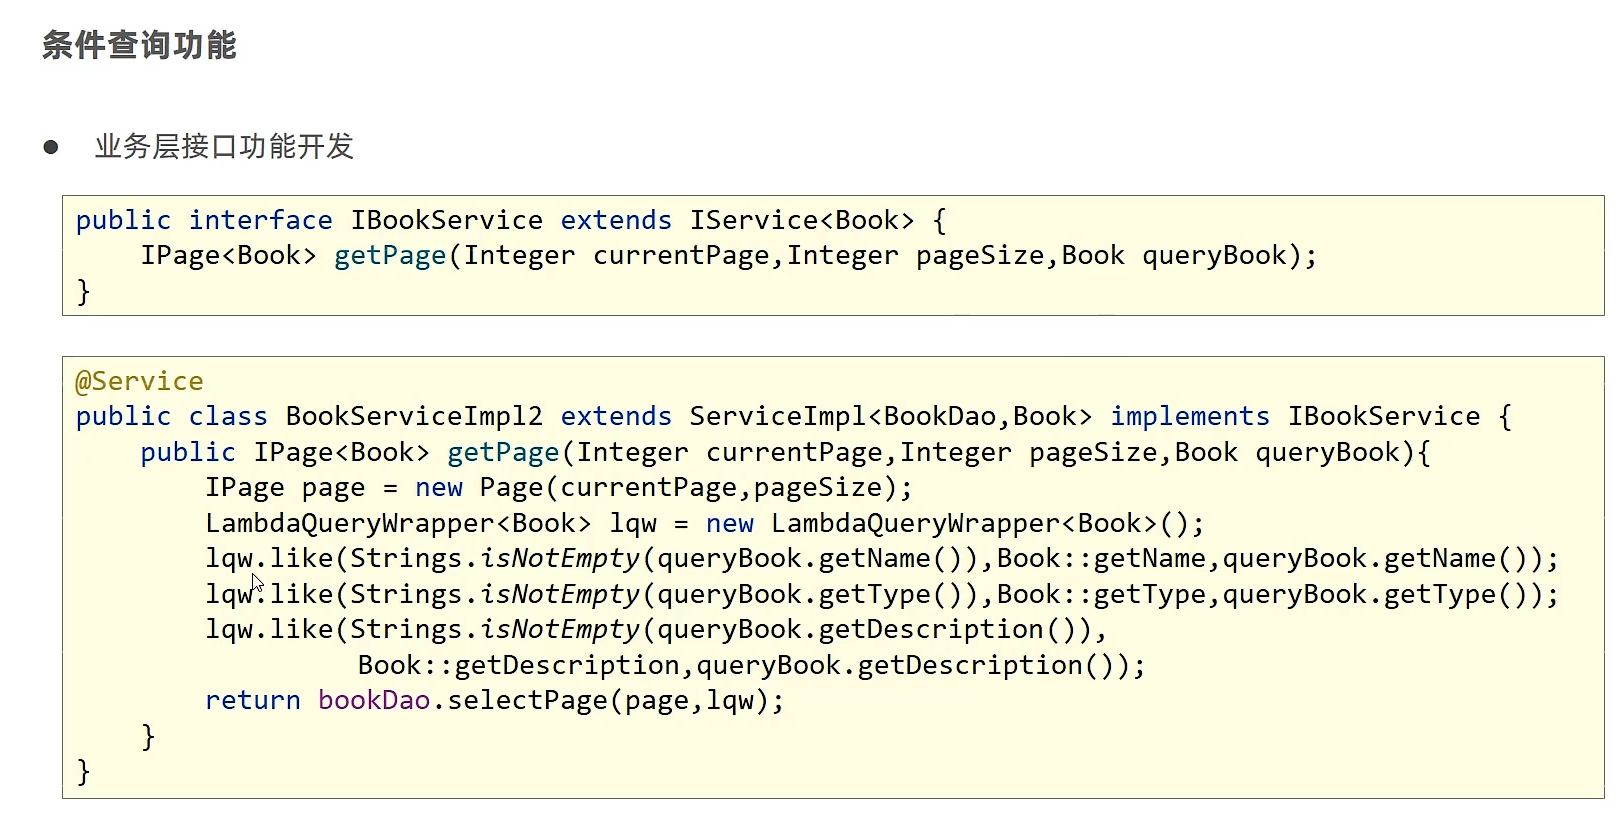 条件查询功能
● 业务层接口功能开发
public interface IBookService extends IService<Book> {
    IPage<Book> getPage(Integer currentPage,Integer pageSize,Book queryBook);
}
@Service
public class BookServiceImpl2 extends ServiceImpl<BookDao,Book> implements IBookService {
    public IPage<Book> getPage(Integer currentPage,Integer pageSize,Book queryBook){
        IPage page = new Page(currentPage,pageSize);
        LambdaQueryWrapper<Book> lqw = new LambdaQueryWrapper<Book>();
        lqw.like(Strings.isNotEmpty(queryBook.getName()),Book::getName,queryBook.getName());
        lqw.like(Strings.isNotEmpty(queryBook.getType()),Book::getType,queryBook.getType());
        lqw.like(Strings.isNotEmpty(queryBook.getDescription()),
                Book::getDescription,queryBook.getDescription());
        return bookDao.selectPage(page,lqw);
    }
}